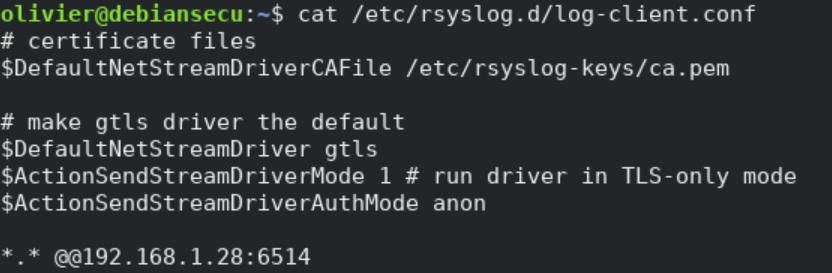 olivier@debiansecu:~$ cat /etc/rsyslog.d/log-client.conf
# certificate files
$DefaultNetStreamDriverCAFile /etc/rsyslog-keys/ca.pem
# make gtls driver the default
$DefaultNetStreamDriver gtls
$ActionSendStreamDriverMode 1 # run driver in TLS-only mode
$ActionSendStreamDriverAuthMode anon
*.* @@192.168.1.28:6514